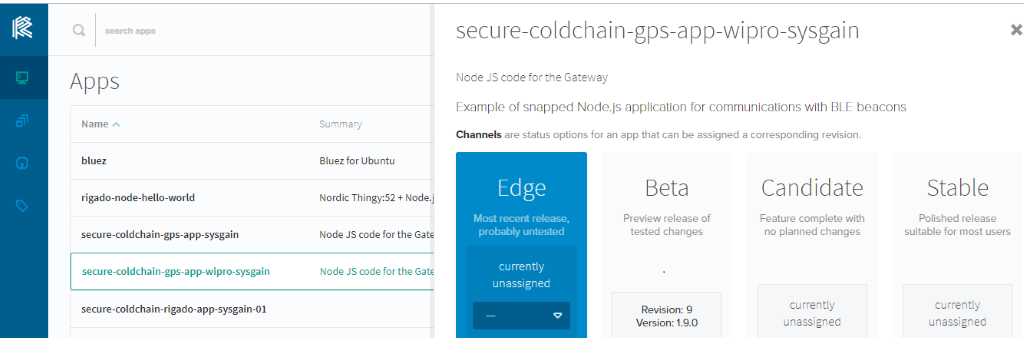 search apps
Apps
Name
Summary
bluez
Bluez for Ubuntu
rigado-node-hello-world
Nordic Thingy:52 + Node.j
secure-coldchain-gps-app-sysgain
Node JS code for the Gate
secure-coldchain-gps-app-wipro-sysgain
Node JS code for the Gate
secure-coldchain-rigado-app-sysgain-01
secure-coldchain-gps-app-wipro-sysgain
Node JS code for the Gateway
Example of snapped Node.js application for communications with BLE beacons
Channels are status options for an app that can be assigned a corresponding revision.
Edge
Most recent release,
probably untested
currently
unassigned
—
Beta
Preview release of
tested changes
.
Revision: 9
Version: 1.9.0
Candidate
Feature complete with
no planned changes
currently
unassigned
Stable
Polished release
suitable for most users
currently
unassigned